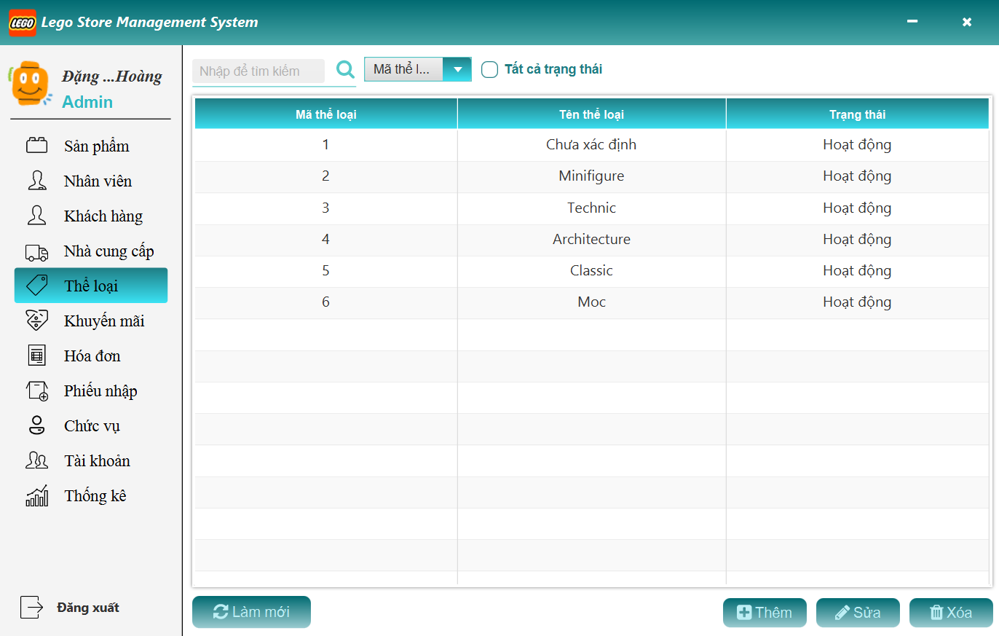 LEGO Lego Store Management System
Đặng ...Hoàng
Admin
Sản phẩm
Nhân viên
Khách hàng
Nhà cung cấp
Thể loại
Khuyến mãi
Hóa đơn
Phiếu nhập
Chức vụ
Tài khoản
Thống kê
Đăng xuất
Nhập để tìm kiếm Mã thể l... Tất cả trạng thái
Mã thể loại Tên thể loại Trạng thái
1 Chưa xác định Hoạt động
2 Minifigure Hoạt động
3 Technic Hoạt động
4 Architecture Hoạt động
5 Classic Hoạt động
6 Moc Hoạt động
Làm mới Thêm Sửa Xóa